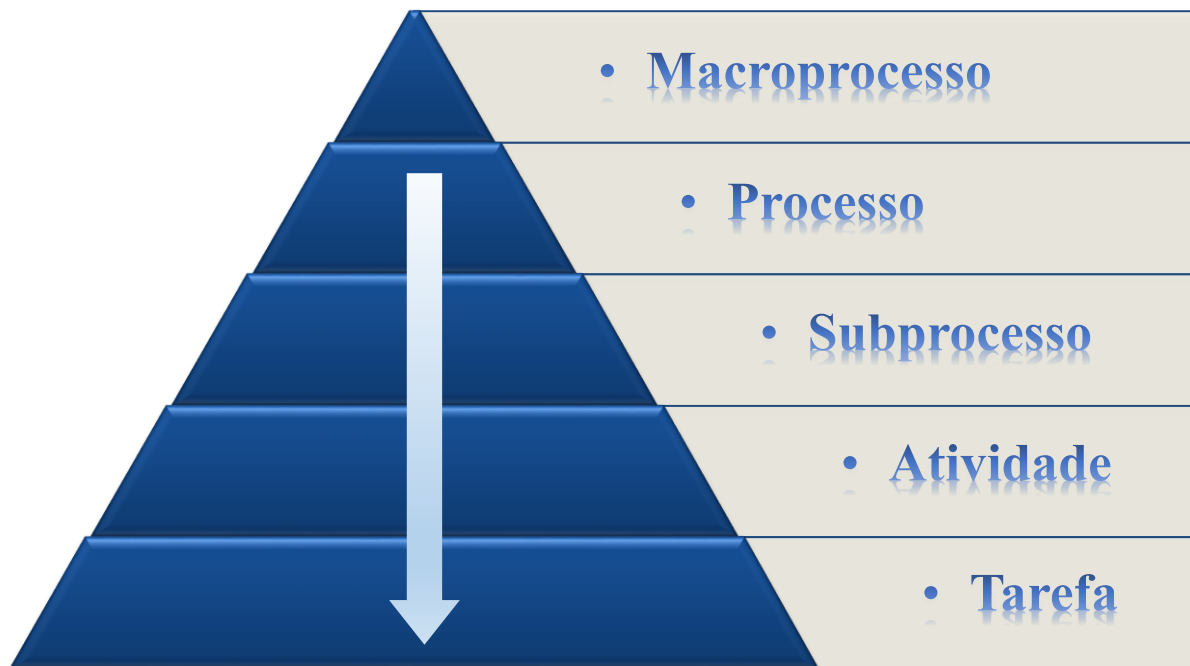 • Macroprocesso
• Processo
• Subprocesso
• Atividade
• Tarefa